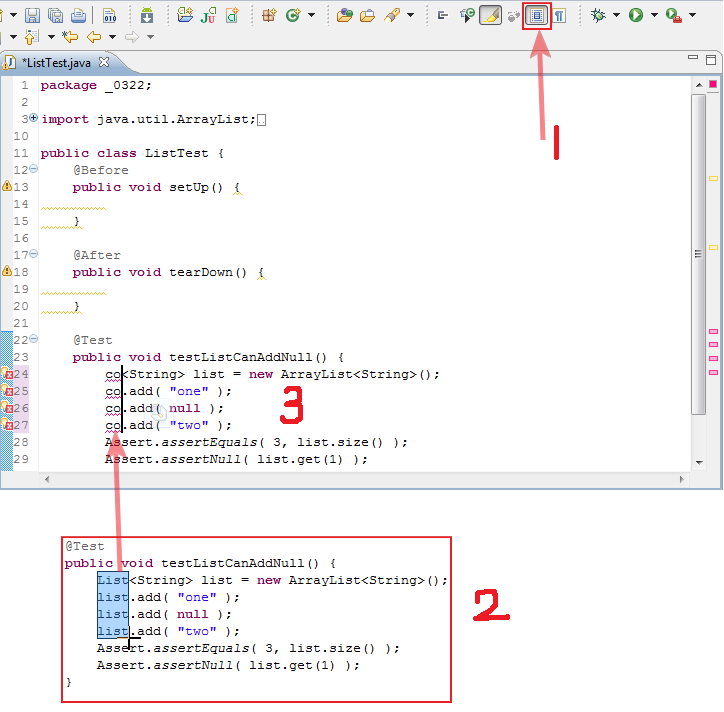 010
JU
1
*ListTest.java
1 package _0322;
2
3 import java.util.ArrayList;
10
11 public class ListTest {
12 @Before
13 public void setUp() {
14
15 }
16
17 @After
18 public void tearDown() {
19
20 }
21
22 @Test
23 public void testListCanAddNull() {
24 co<String> list = new ArrayList<String>();
25 co.add( "one" );
26 co.add( null );
27 co.add( "two" );
28 Assert.assertEquals( 3, list.size() );
29 Assert.assertNull( list.get(1) );
3
@Test
public void testListCanAddNull() {
List<String> list = new ArrayList<String>();
list.add( "one" );
list.add( null );
list.add( "two" );
Assert.assertEquals( 3, list.size() );
Assert.assertNull( list.get(1) );
}
2